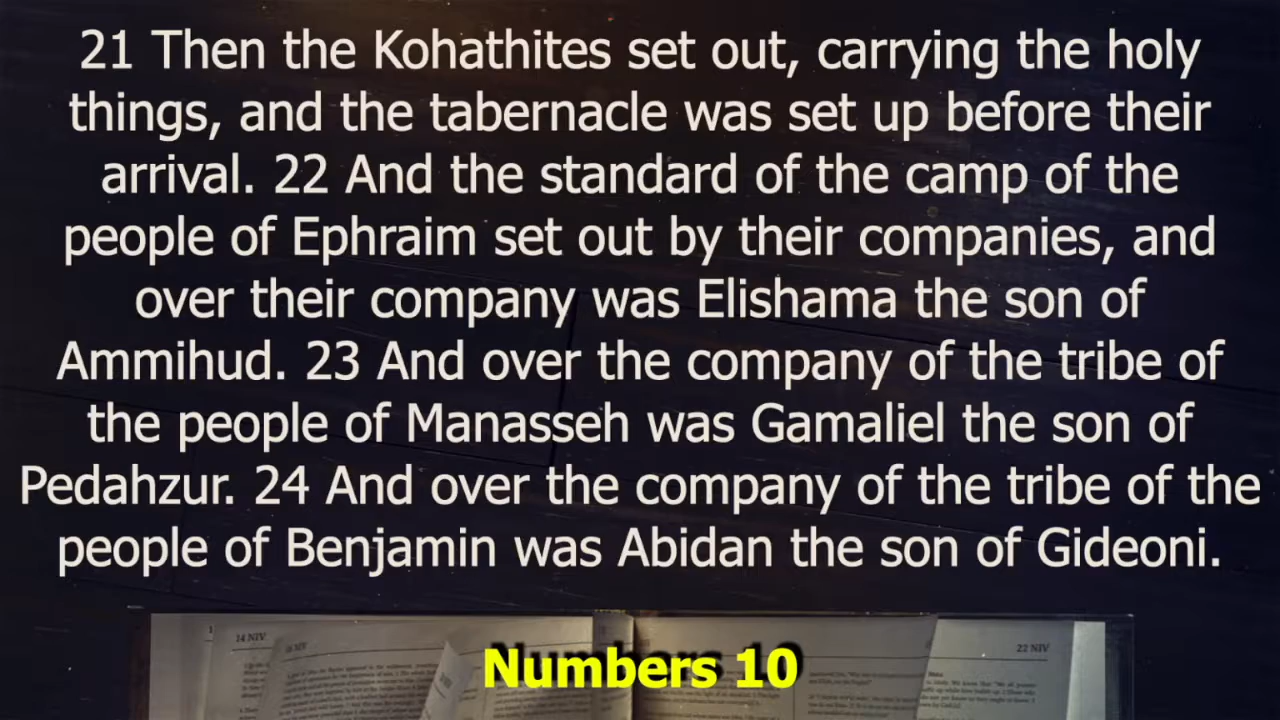 21 Then the Kohathites set out, carrying the holy
things, and the tabernacle was set up before their
arrival. 22 And the standard of the camp of the
people of Ephraim set out by their companies, and
over their company was Elishama the son of
Ammihud. 23 And over the company of the tribe of
the people of Manasseh was Gamaliel the son of
Pedahzur. 24 And over the company of the tribe of the
people of Benjamin was Abidan the son of Gideoni.
14 NIV
22 NIV
Numbers 10